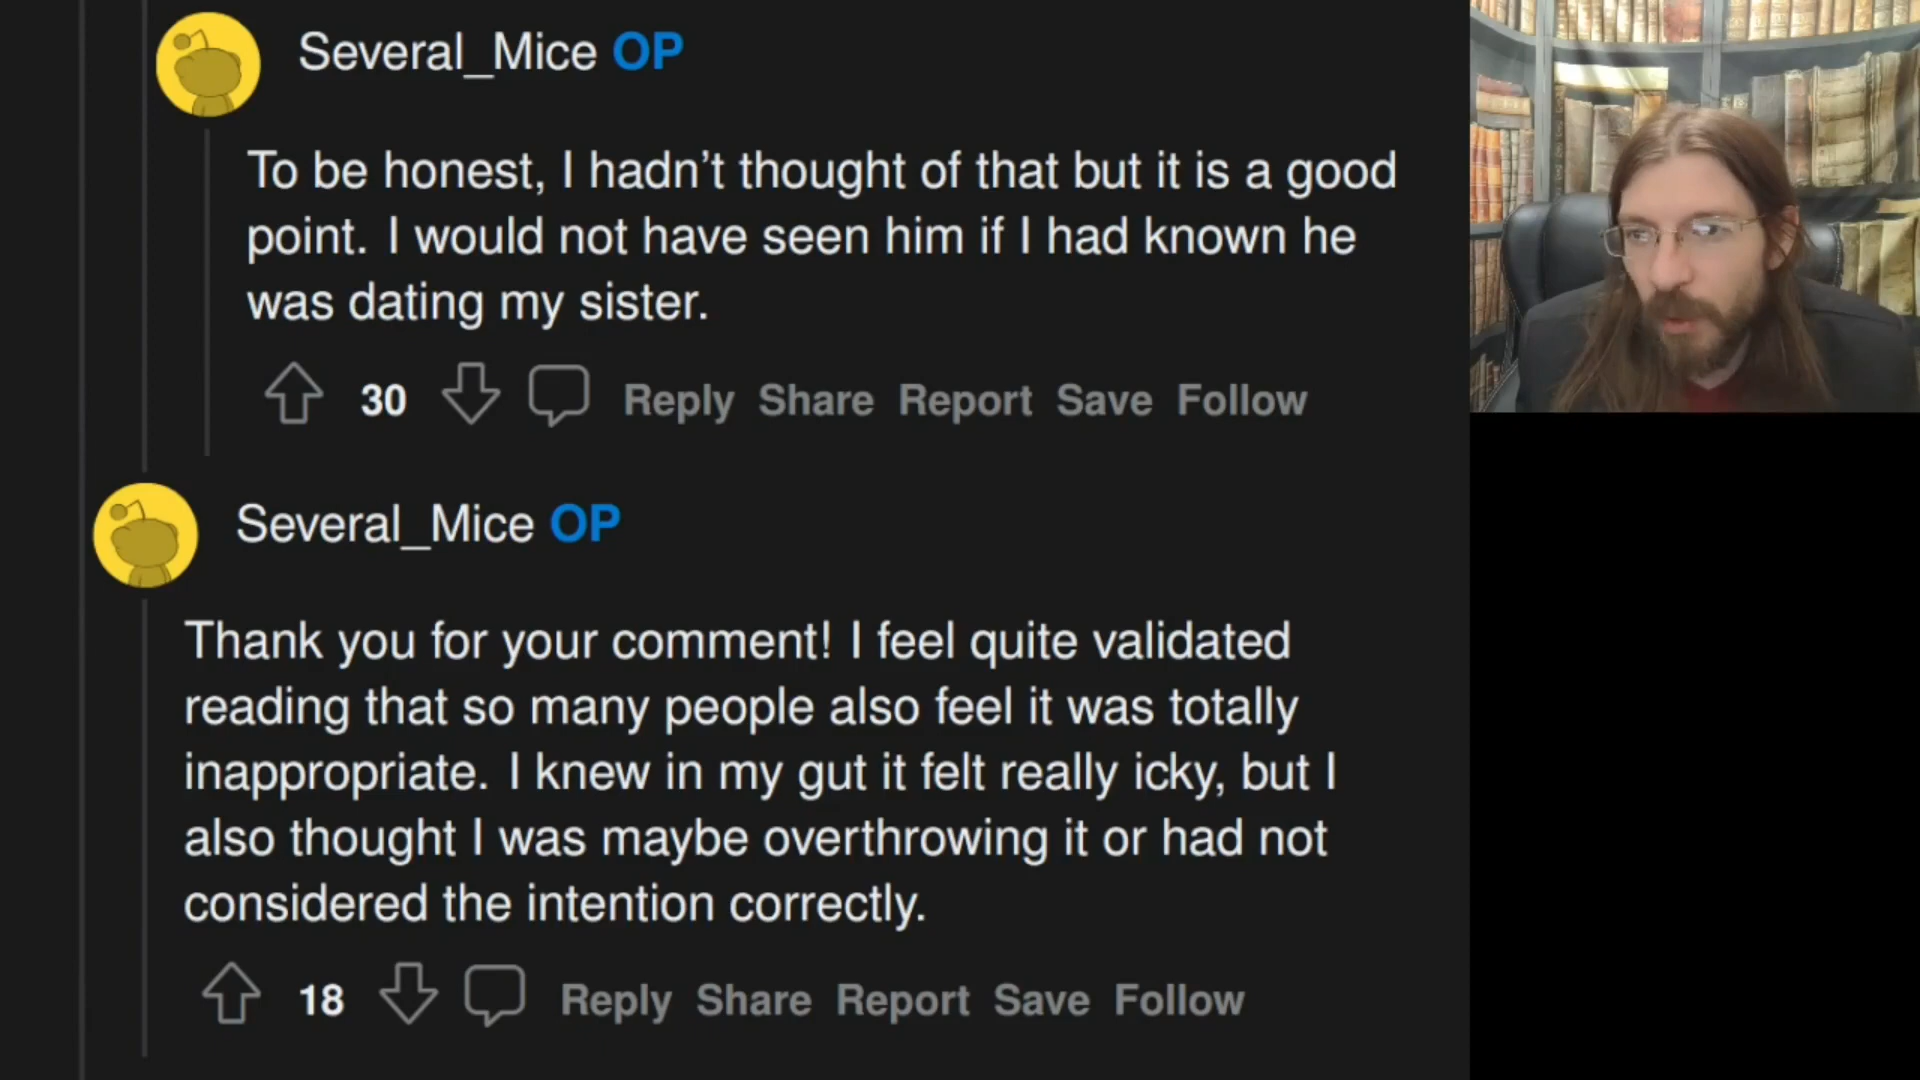 Several_Mice OP
To be honest, I hadn’t thought of that but it is a good
point. I would not have seen him if I had known he
was dating my sister.
30 Reply Share Report Save Follow
Several_Mice OP
Thank you for your comment! I feel quite validated
reading that so many people also feel it was totally
inappropriate. I knew in my gut it felt really icky, but I
also thought I was maybe overthrowing it or had not
considered the intention correctly.
18 Reply Share Report Save Follow